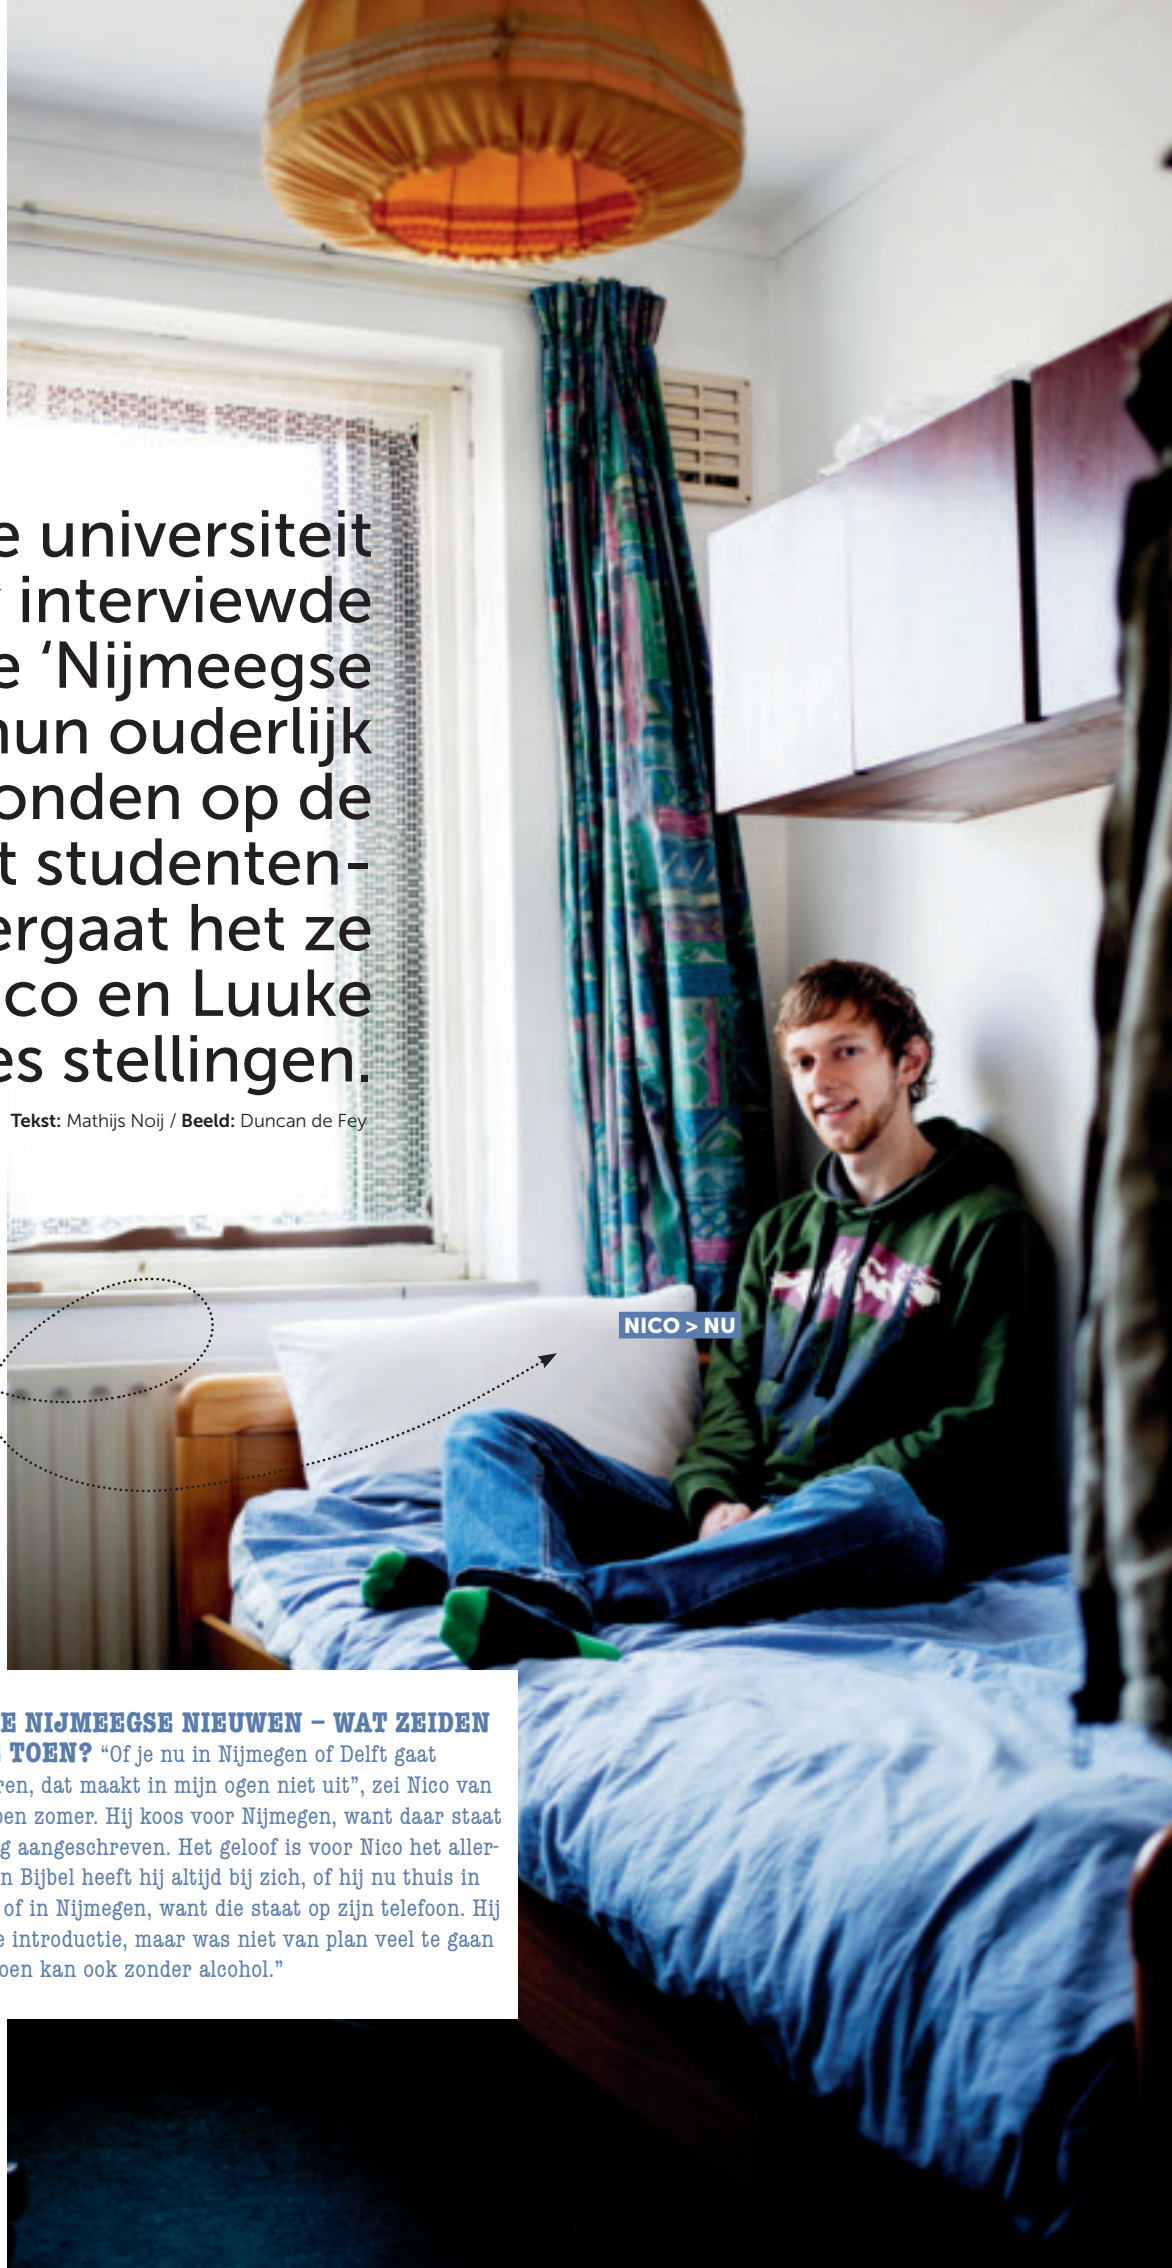 e universiteit
interviewde
e ‘Nijmeegse
hun ouderlijk
onden op de
t studenten-
ergaat het ze
co en Luuke
es stellingen.
Tekst: Mathijs Noij / Beeld: Duncan de Fey
NICO > NU
E NIJMEEGSE NIEUWEN – WAT ZEIDEN
TOEN? “Of je nu in Nijmegen of Delft gaat
ren, dat maakt in mijn ogen niet uit”, zei Nico van
pen zomer. Hij koos voor Nijmegen, want daar staat
g aangeschreven. Het geloof is voor Nico het aller-
n Bijbel heeft hij altijd bij zich, of hij nu thuis in
of in Nijmegen, want die staat op zijn telefoon. Hij
e introductie, maar was niet van plan veel te gaan
oen kan ook zonder alcohol.”